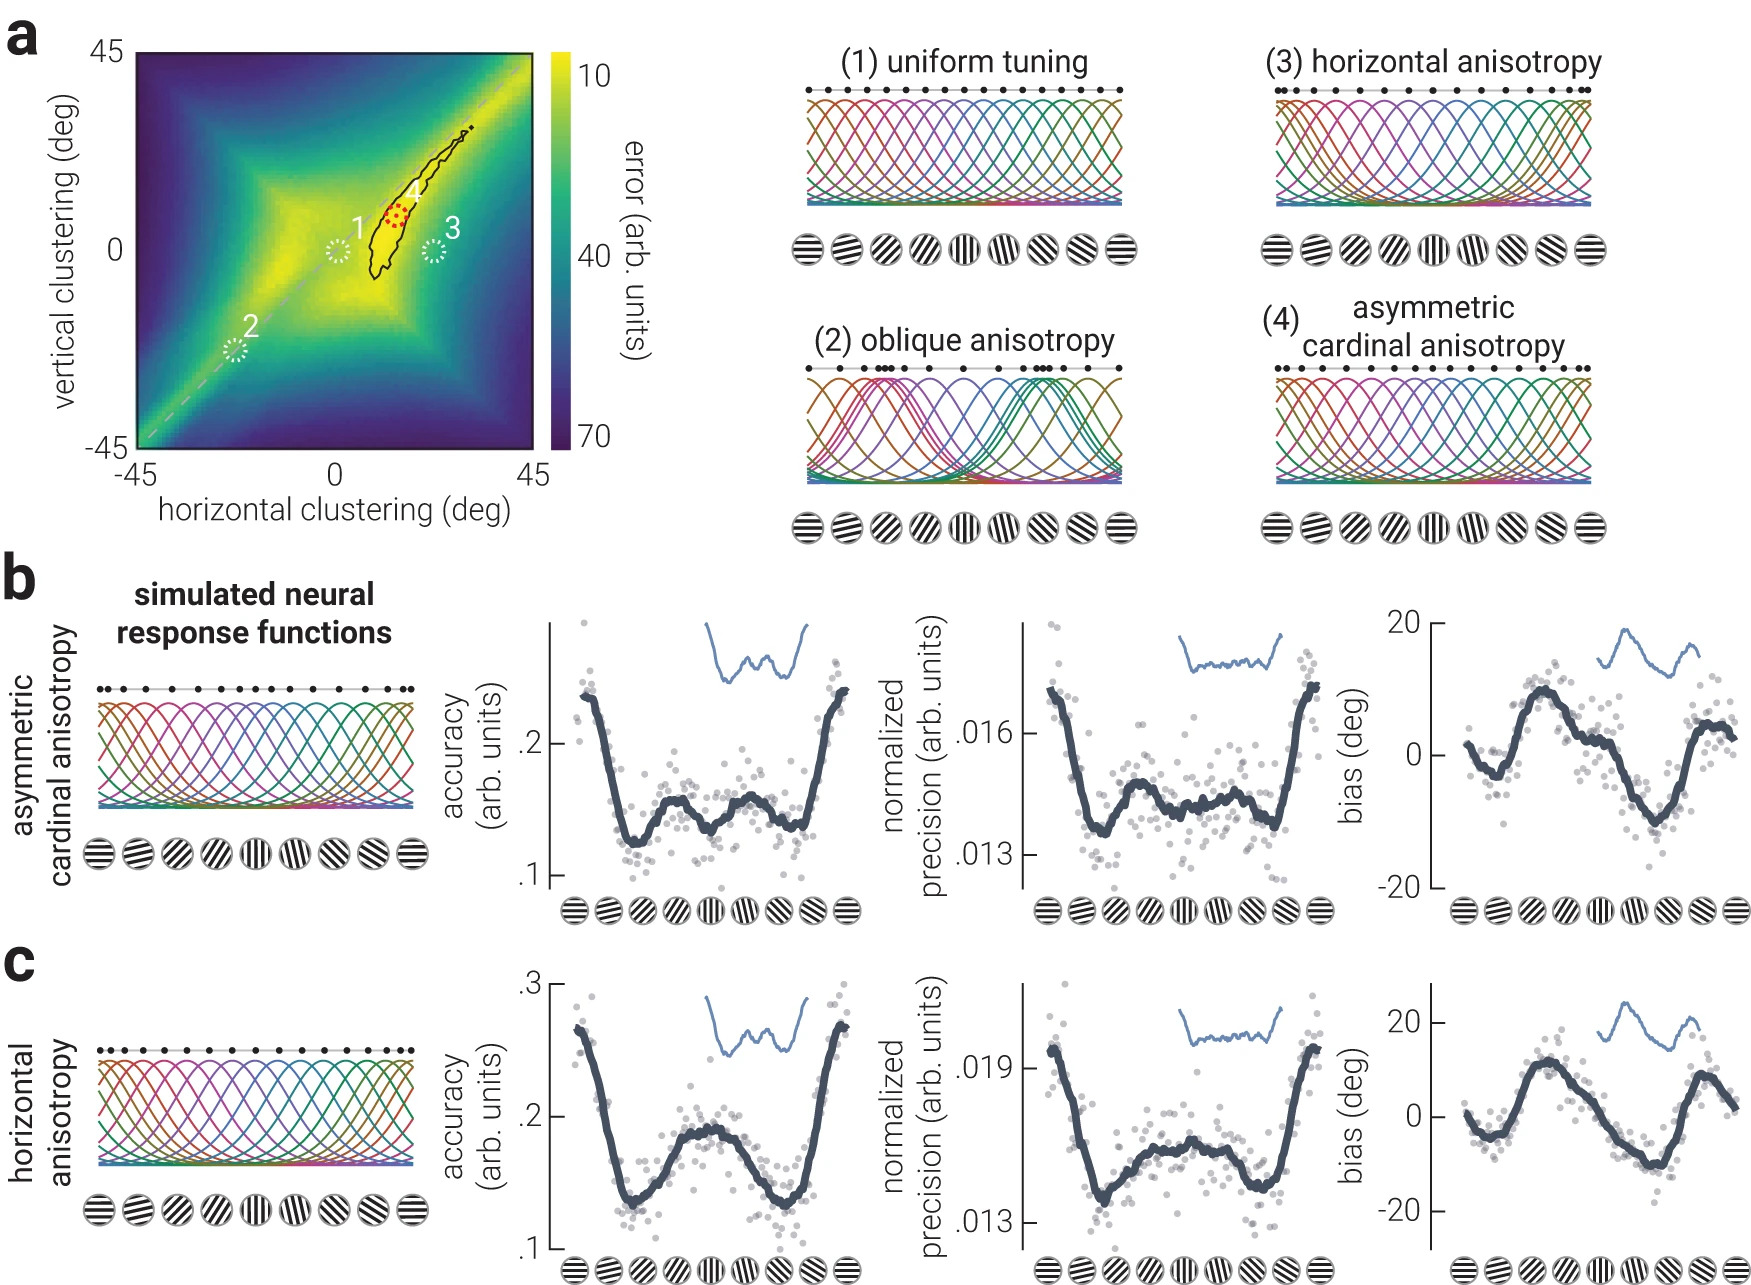 a
45
0
-45
vertical clustering (deg)
-45
0
45
horizontal clustering (deg)
1
2
3
4
10
40
70
error (arb. units)
(1) uniform tuning
(3) horizontal anisotropy
(2) oblique anisotropy
(4)
asymmetric
cardinal anisotropy
b
simulated neural
response functions
asymmetric
cardinal anisotropy
accuracy
(arb. units)
.2
.1
normalized
precision (arb. units)
.016
.013
bias (deg)
20
0
-20
c
horizontal
anisotropy
accuracy
(arb. units)
.3
.2
.1
normalized
precision (arb. units)
.019
.013
bias (deg)
20
0
-20